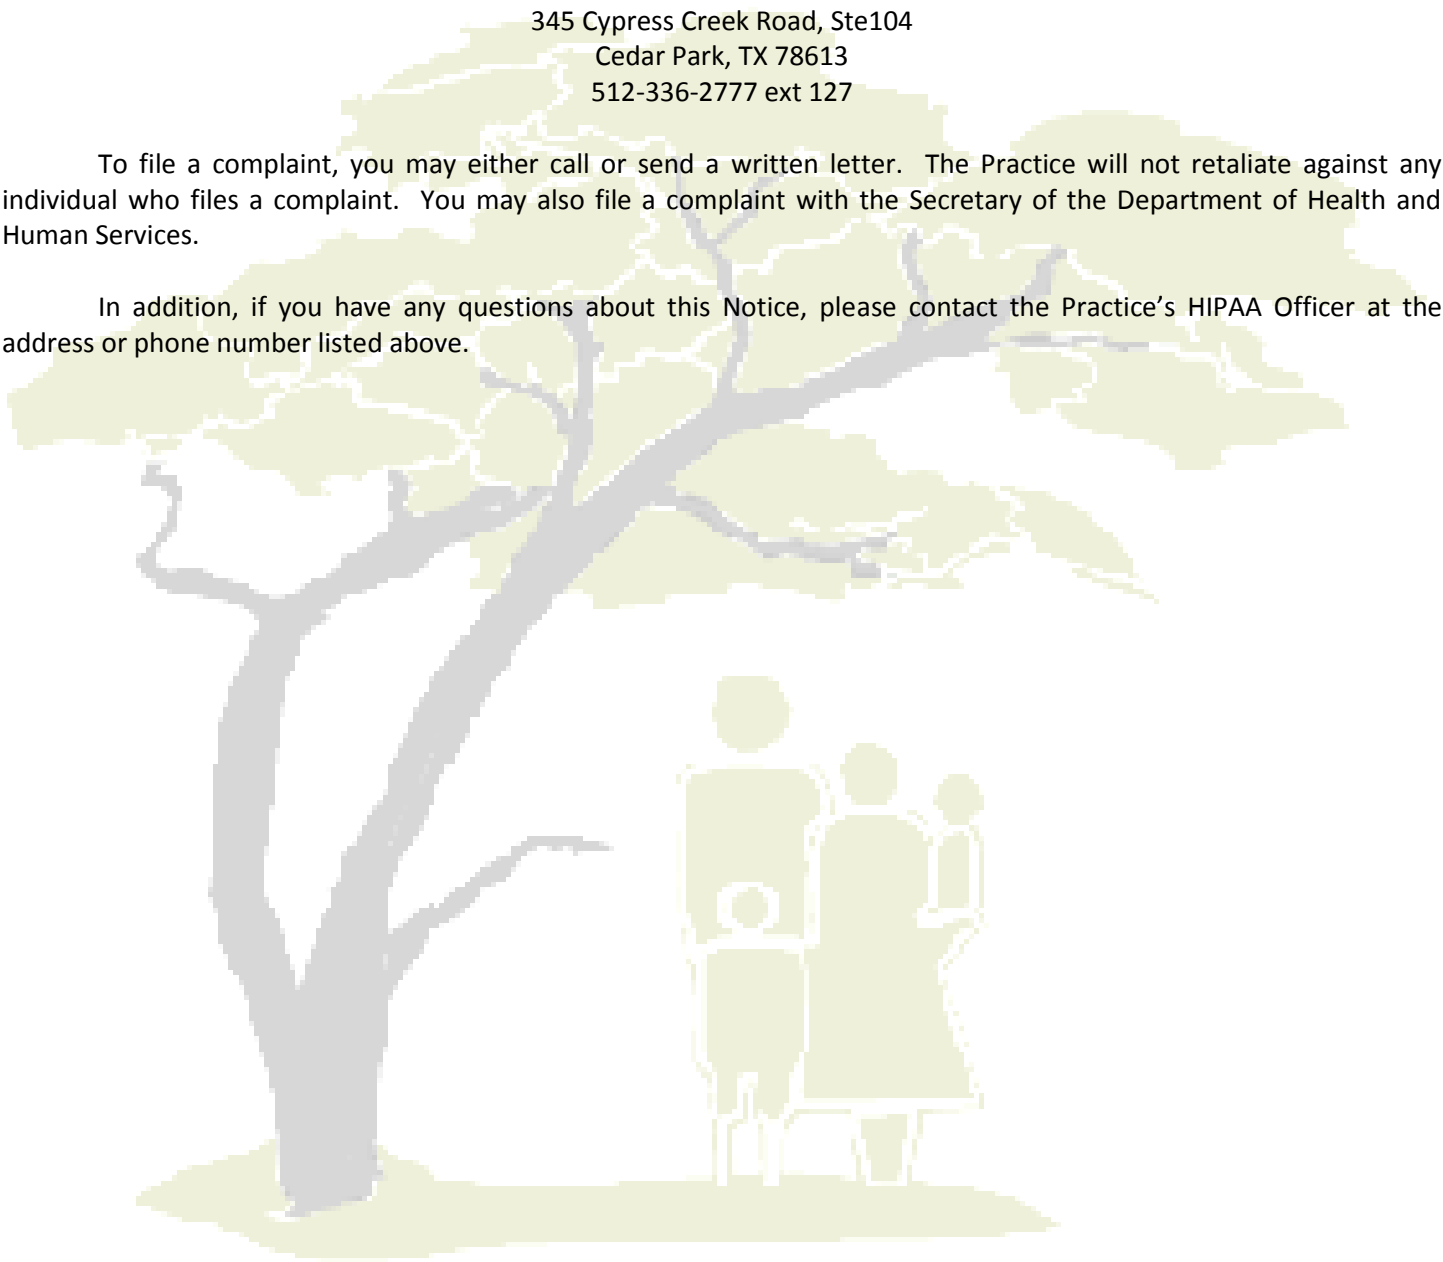 345 Cypress Creek Road, Ste104
Cedar Park, TX 78613
512-336-2777 ext 127
To file a complaint, you may either call or send a written letter. The Practice will not retaliate against any
individual who files a complaint. You may also file a complaint with the Secretary of the Department of Health and
Human Services.
In addition, if you have any questions about this Notice, please contact the Practice’s HIPAA Officer at the
address or phone number listed above.